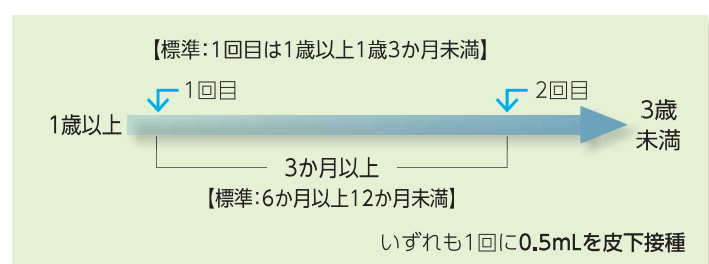 【標準:1回目は1歳以上1歳3か月未満】
1回目
2回目
1歳以上
3歳
未満
3か月以上
【標準:6か月以上12か月未満】
いずれも1回に0.5mLを皮下接種